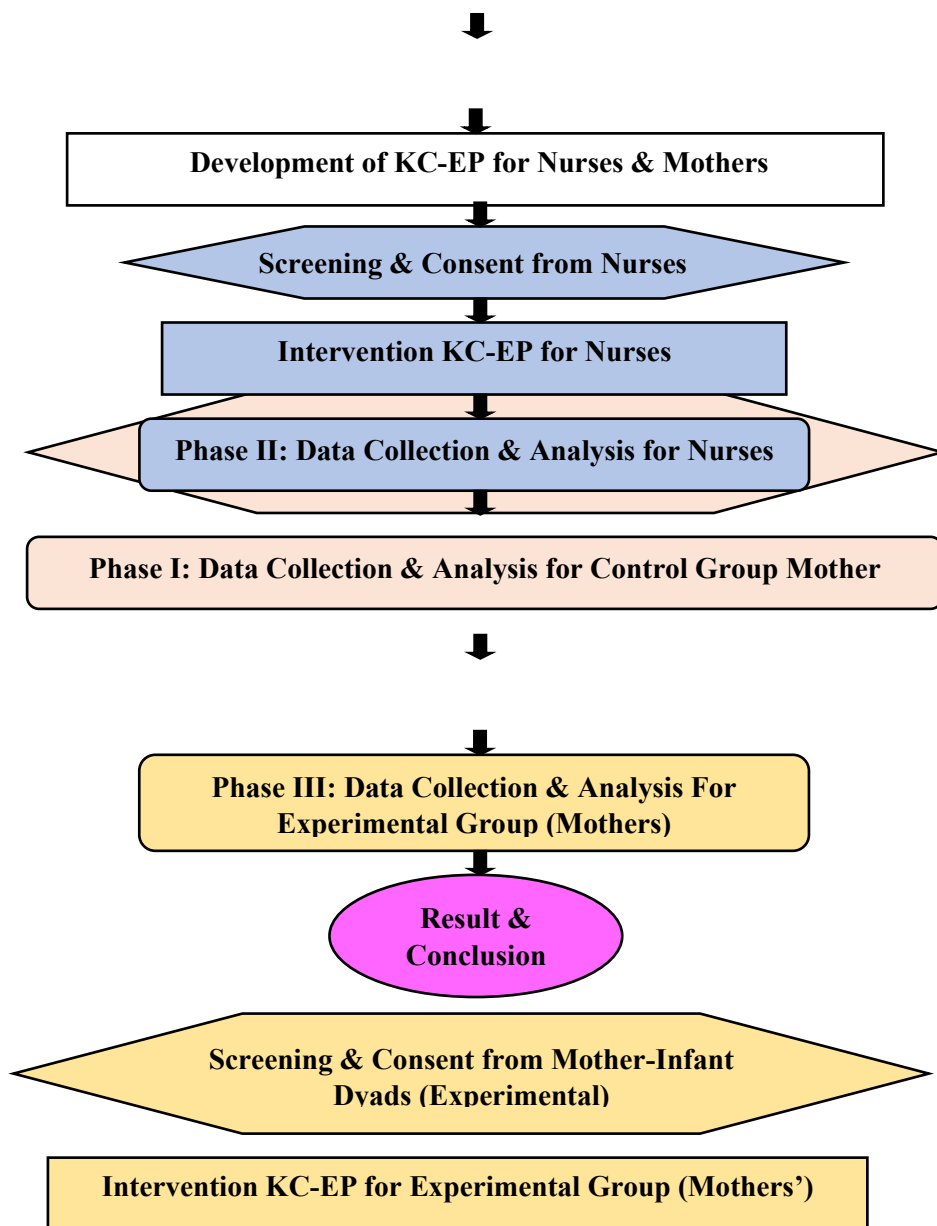 Development of KC-EP for Nurses & Mothers
Screening & Consent from Nurses
Intervention KC-EP for Nurses
Phase II: Data Collection & Analysis for Nurses
Phase I: Data Collection & Analysis for Control Group Mother
Phase III: Data Collection & Analysis For
Experimental Group (Mothers)
Result &
Conclusion
Screening & Consent from Mother-Infant
Dyads (Experimental)
Intervention KC-EP for Experimental Group (Mothers’)